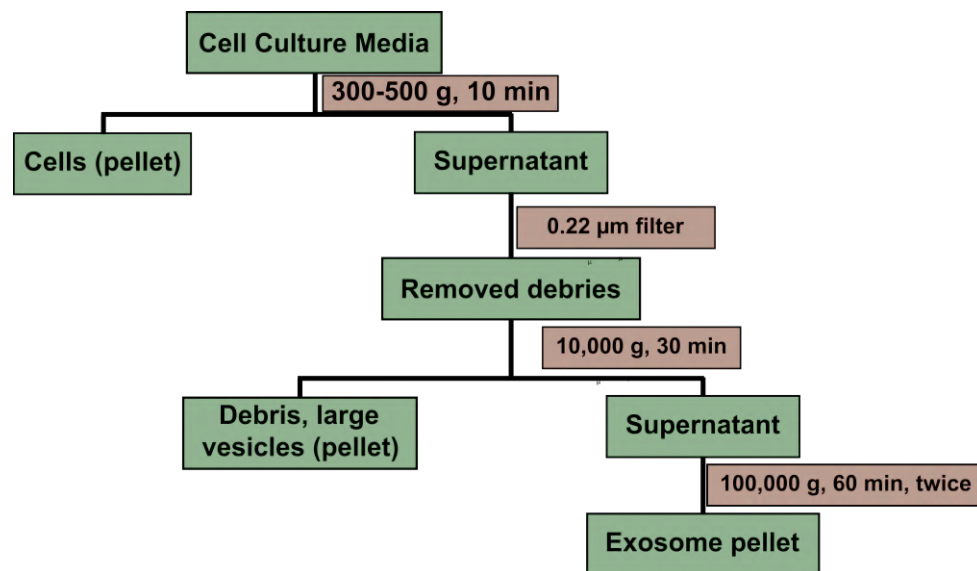 Cell Culture Media
300-500 g, 10 min
Cells (pellet)
Supernatant
0.22 µm filter
Removed debries
10,000 g, 30 min
Debris, large
vesicles (pellet)
Supernatant
100,000 g, 60 min, twice
Exosome pellet